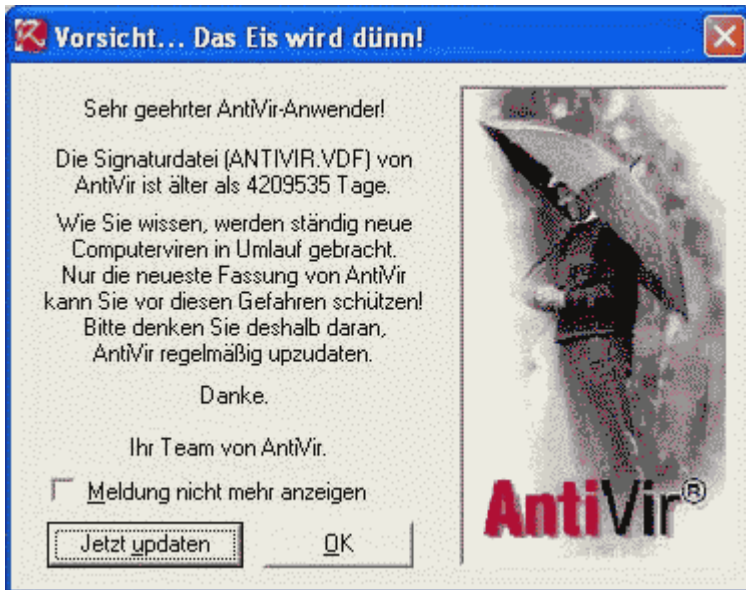 Vorsicht... Das Eis wird dünn!
Sehr geehrter AntiVir-Anwender!
Die Signaturdatei (ANTIVIR.VDF) von
AntiVir ist älter als 4209535 Tage.
Wie Sie wissen, werden ständig neue
Computerviren in Umlauf gebracht.
Nur die neueste Fassung von AntiVir
kann Sie vor diesen Gefahren schützen!
Bitte denken Sie deshalb daran,
AntiVir regelmäßig upzudaten.
Danke.
Ihr Team von AntiVir.
Meldung nicht mehr anzeigen
Jetzt updaten
OK
AntiVir®